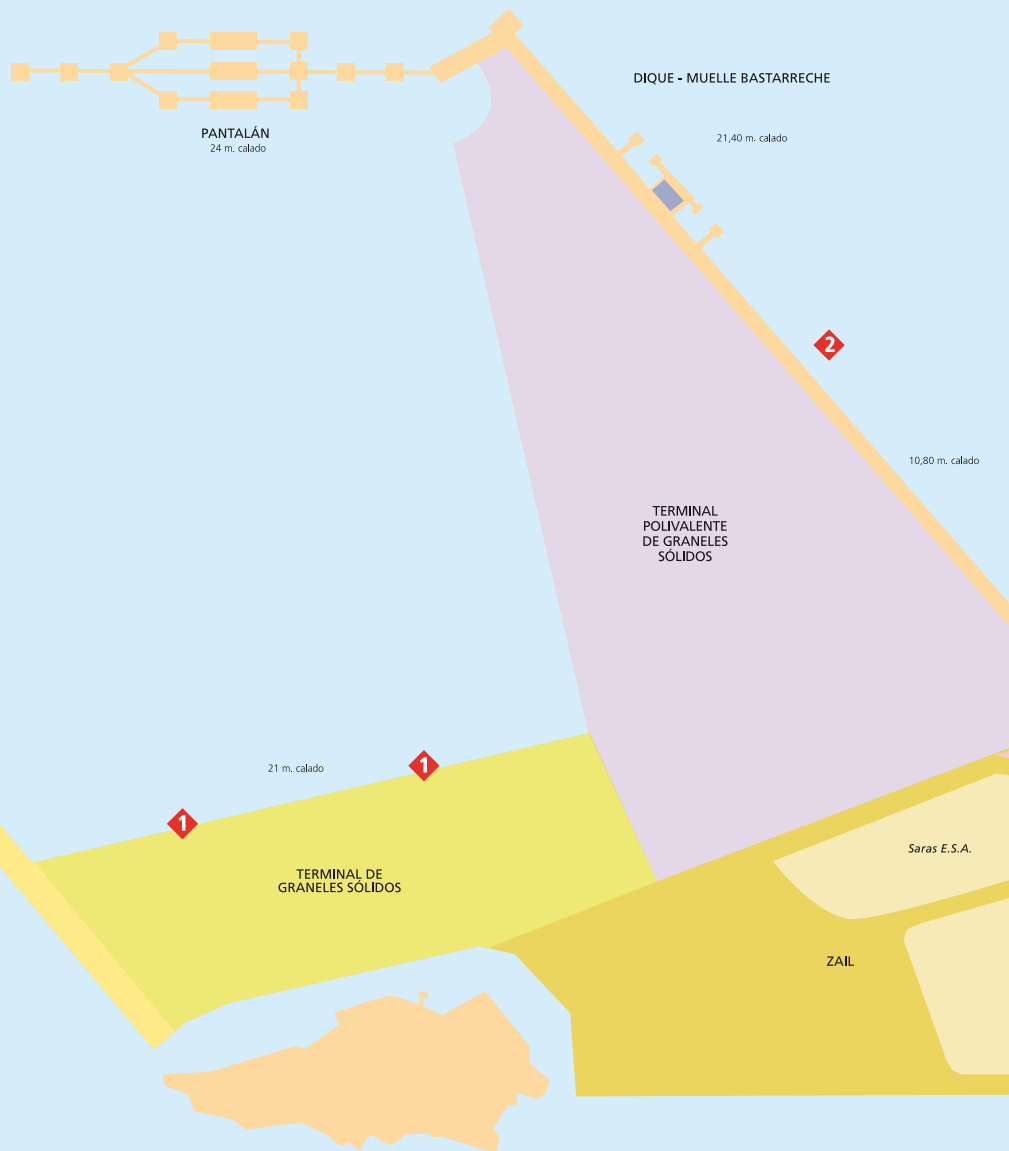 DIQUE - MUELLE BASTARRECHE
PANTALÁN
24 m. calado
21,40 m. calado
2
10,80 m. calado
TERMINAL
POLIVALENTE
DE GRANELES
SÓLIDOS
21 m. calado
1
1
Saras E.S.A.
TERMINAL DE
GRANELES SÓLIDOS
ZAIL